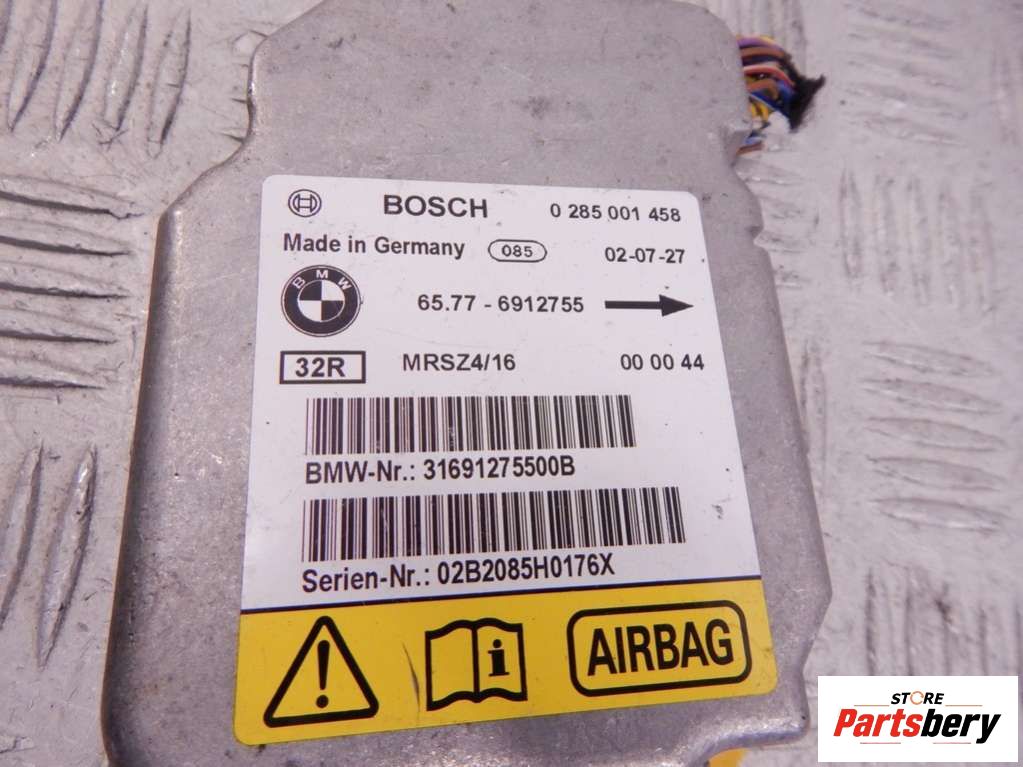 BOSCH 0 285 001 458
Made in Germany 085 02-07-27
BMW
65.77 - 6912755
32R MRSZ4/16 00 00 44
BMW-Nr.: 31691275500B
Serien-Nr.: 02B2085H0176X
i AIRBAG
STORE
Partsbery